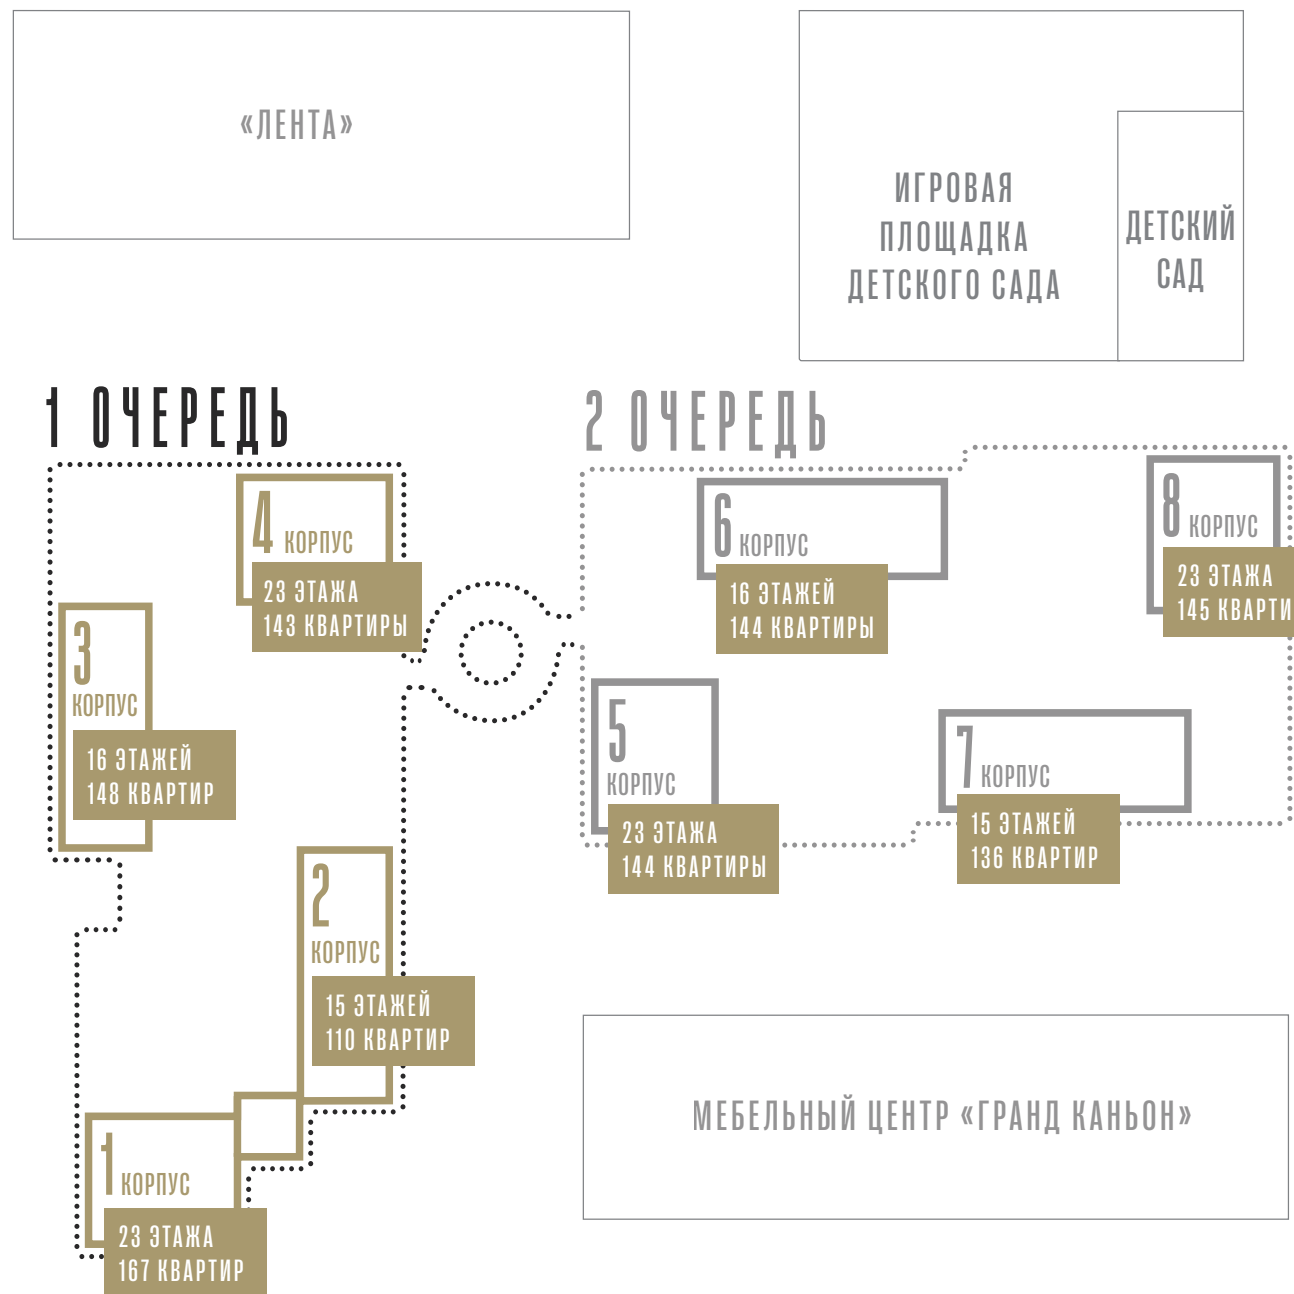 «ЛЕНТА»
ИГРОВАЯ
ПЛОЩАДКА
ДЕТСКОГО САДА
ДЕТСКИЙ
САД
1 ОЧЕРЕДЬ
4 КОРПУС
23 ЭТАЖА
143 КВАРТИРЫ
3
КОРПУС
16 ЭТАЖЕЙ
148 КВАРТИР
2
КОРПУС
15 ЭТАЖЕЙ
110 КВАРТИР
1 КОРПУС
23 ЭТАЖА
167 КВАРТИР
2 ОЧЕРЕДЬ
6 КОРПУС
16 ЭТАЖЕЙ
144 КВАРТИРЫ
8 КОРПУС
23 ЭТАЖА
145 КВАРТИ
5
КОРПУС
23 ЭТАЖА
144 КВАРТИРЫ
7 КОРПУС
15 ЭТАЖЕЙ
136 КВАРТИР
МЕБЕЛЬНЫЙ ЦЕНТР «ГРАНД КАНЬОН»